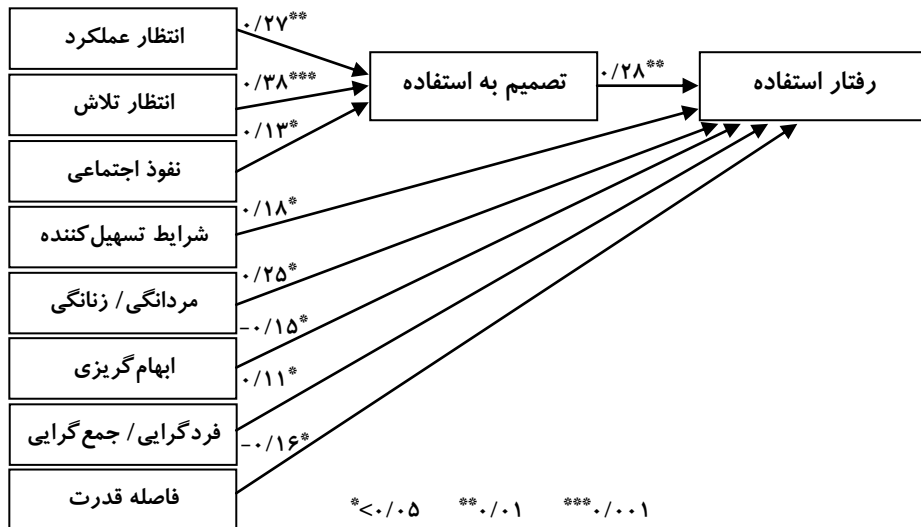 انتظار عملکرد
۰/۲۷**
انتظار تلاش
۰/۳۸***
نفوذ اجتماعی
۰/۱۳*
شرایط تسهیل‌کننده
۰/۱۸*
مردانگی/ زنانگی
۰/۲۵*
ابهام‌گریزی
-۰/۱۵*
فردگرایی/ جمع‌گرایی
۰/۱۱*
فاصله قدرت
-۰/۱۶*
تصمیم به استفاده
۰/۲۸**
رفتار استفاده
*<۰/۰۵ **۰/۰۱ ***۰/۰۰۱